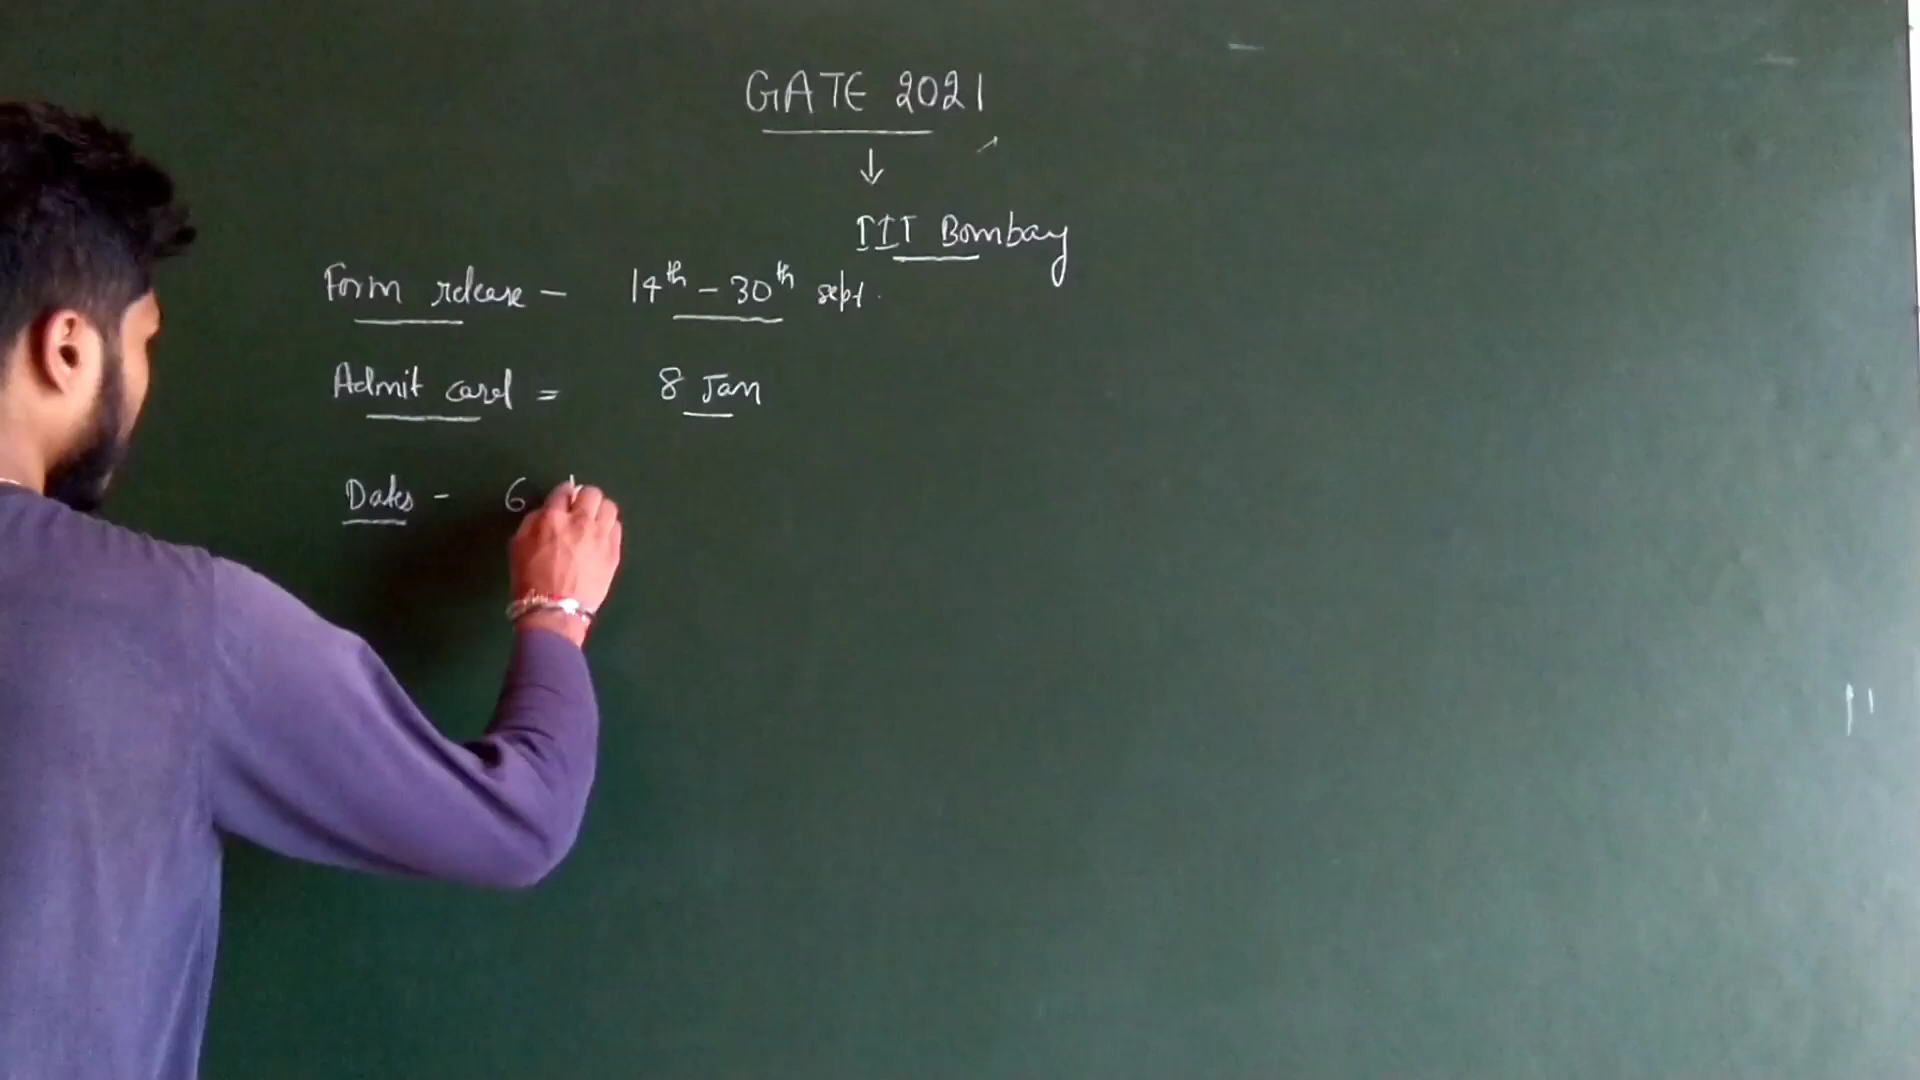 GATE 2021
↓
IIT Bombay
Form release - 14th - 30th sept.
Admit card = 8 Jan
Dates - 6